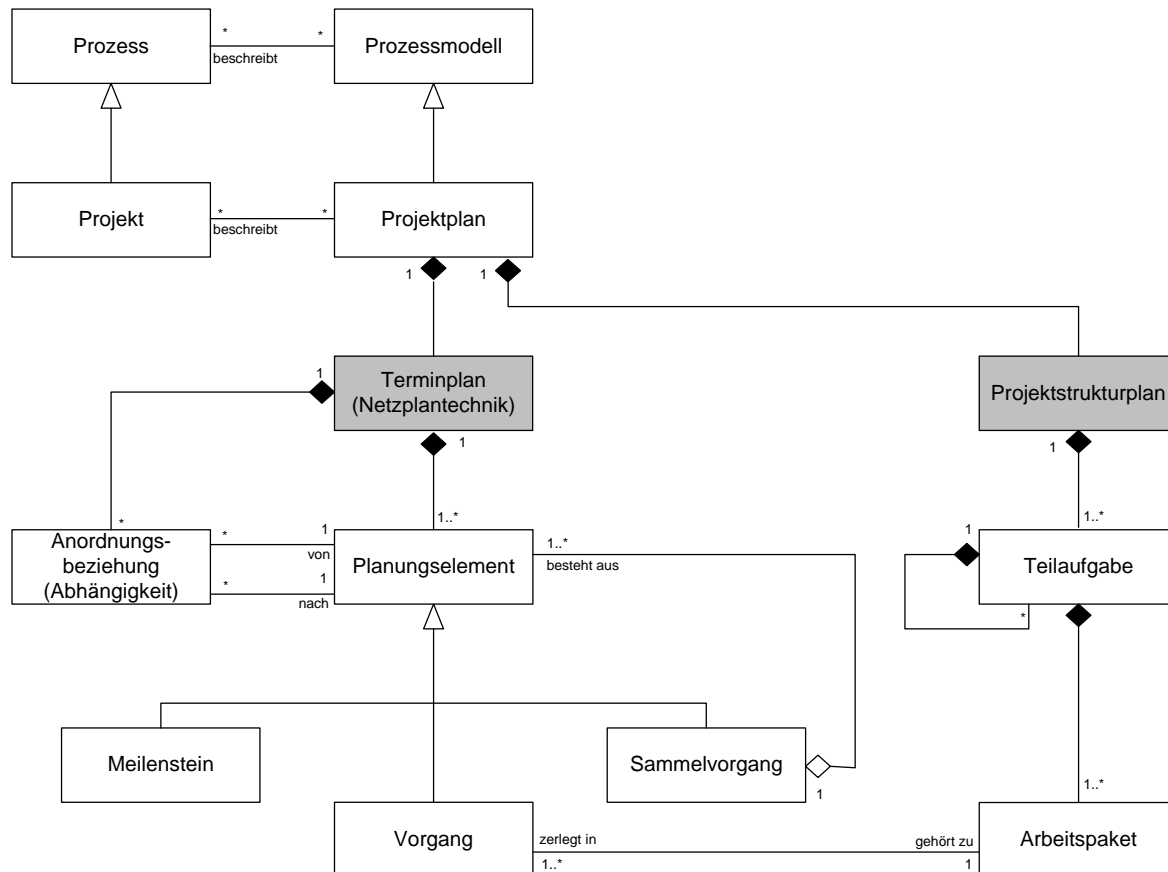 Prozess
*
*
beschreibt
Prozessmodell
Projekt
*
*
beschreibt
Projektplan
1
1
1
Terminplan
(Netzplantechnik)
1
Projektstrukturplan
1
*
1..*
1..*
Anordnungs-
beziehung
(Abhängigkeit)
*
1
von
*
1
nach
Planungselement
1..*
besteht aus
1
Teilaufgabe
*
Meilenstein
Sammelvorgang
1
1..*
Vorgang
zerlegt in
1..*
gehört zu
1
Arbeitspaket